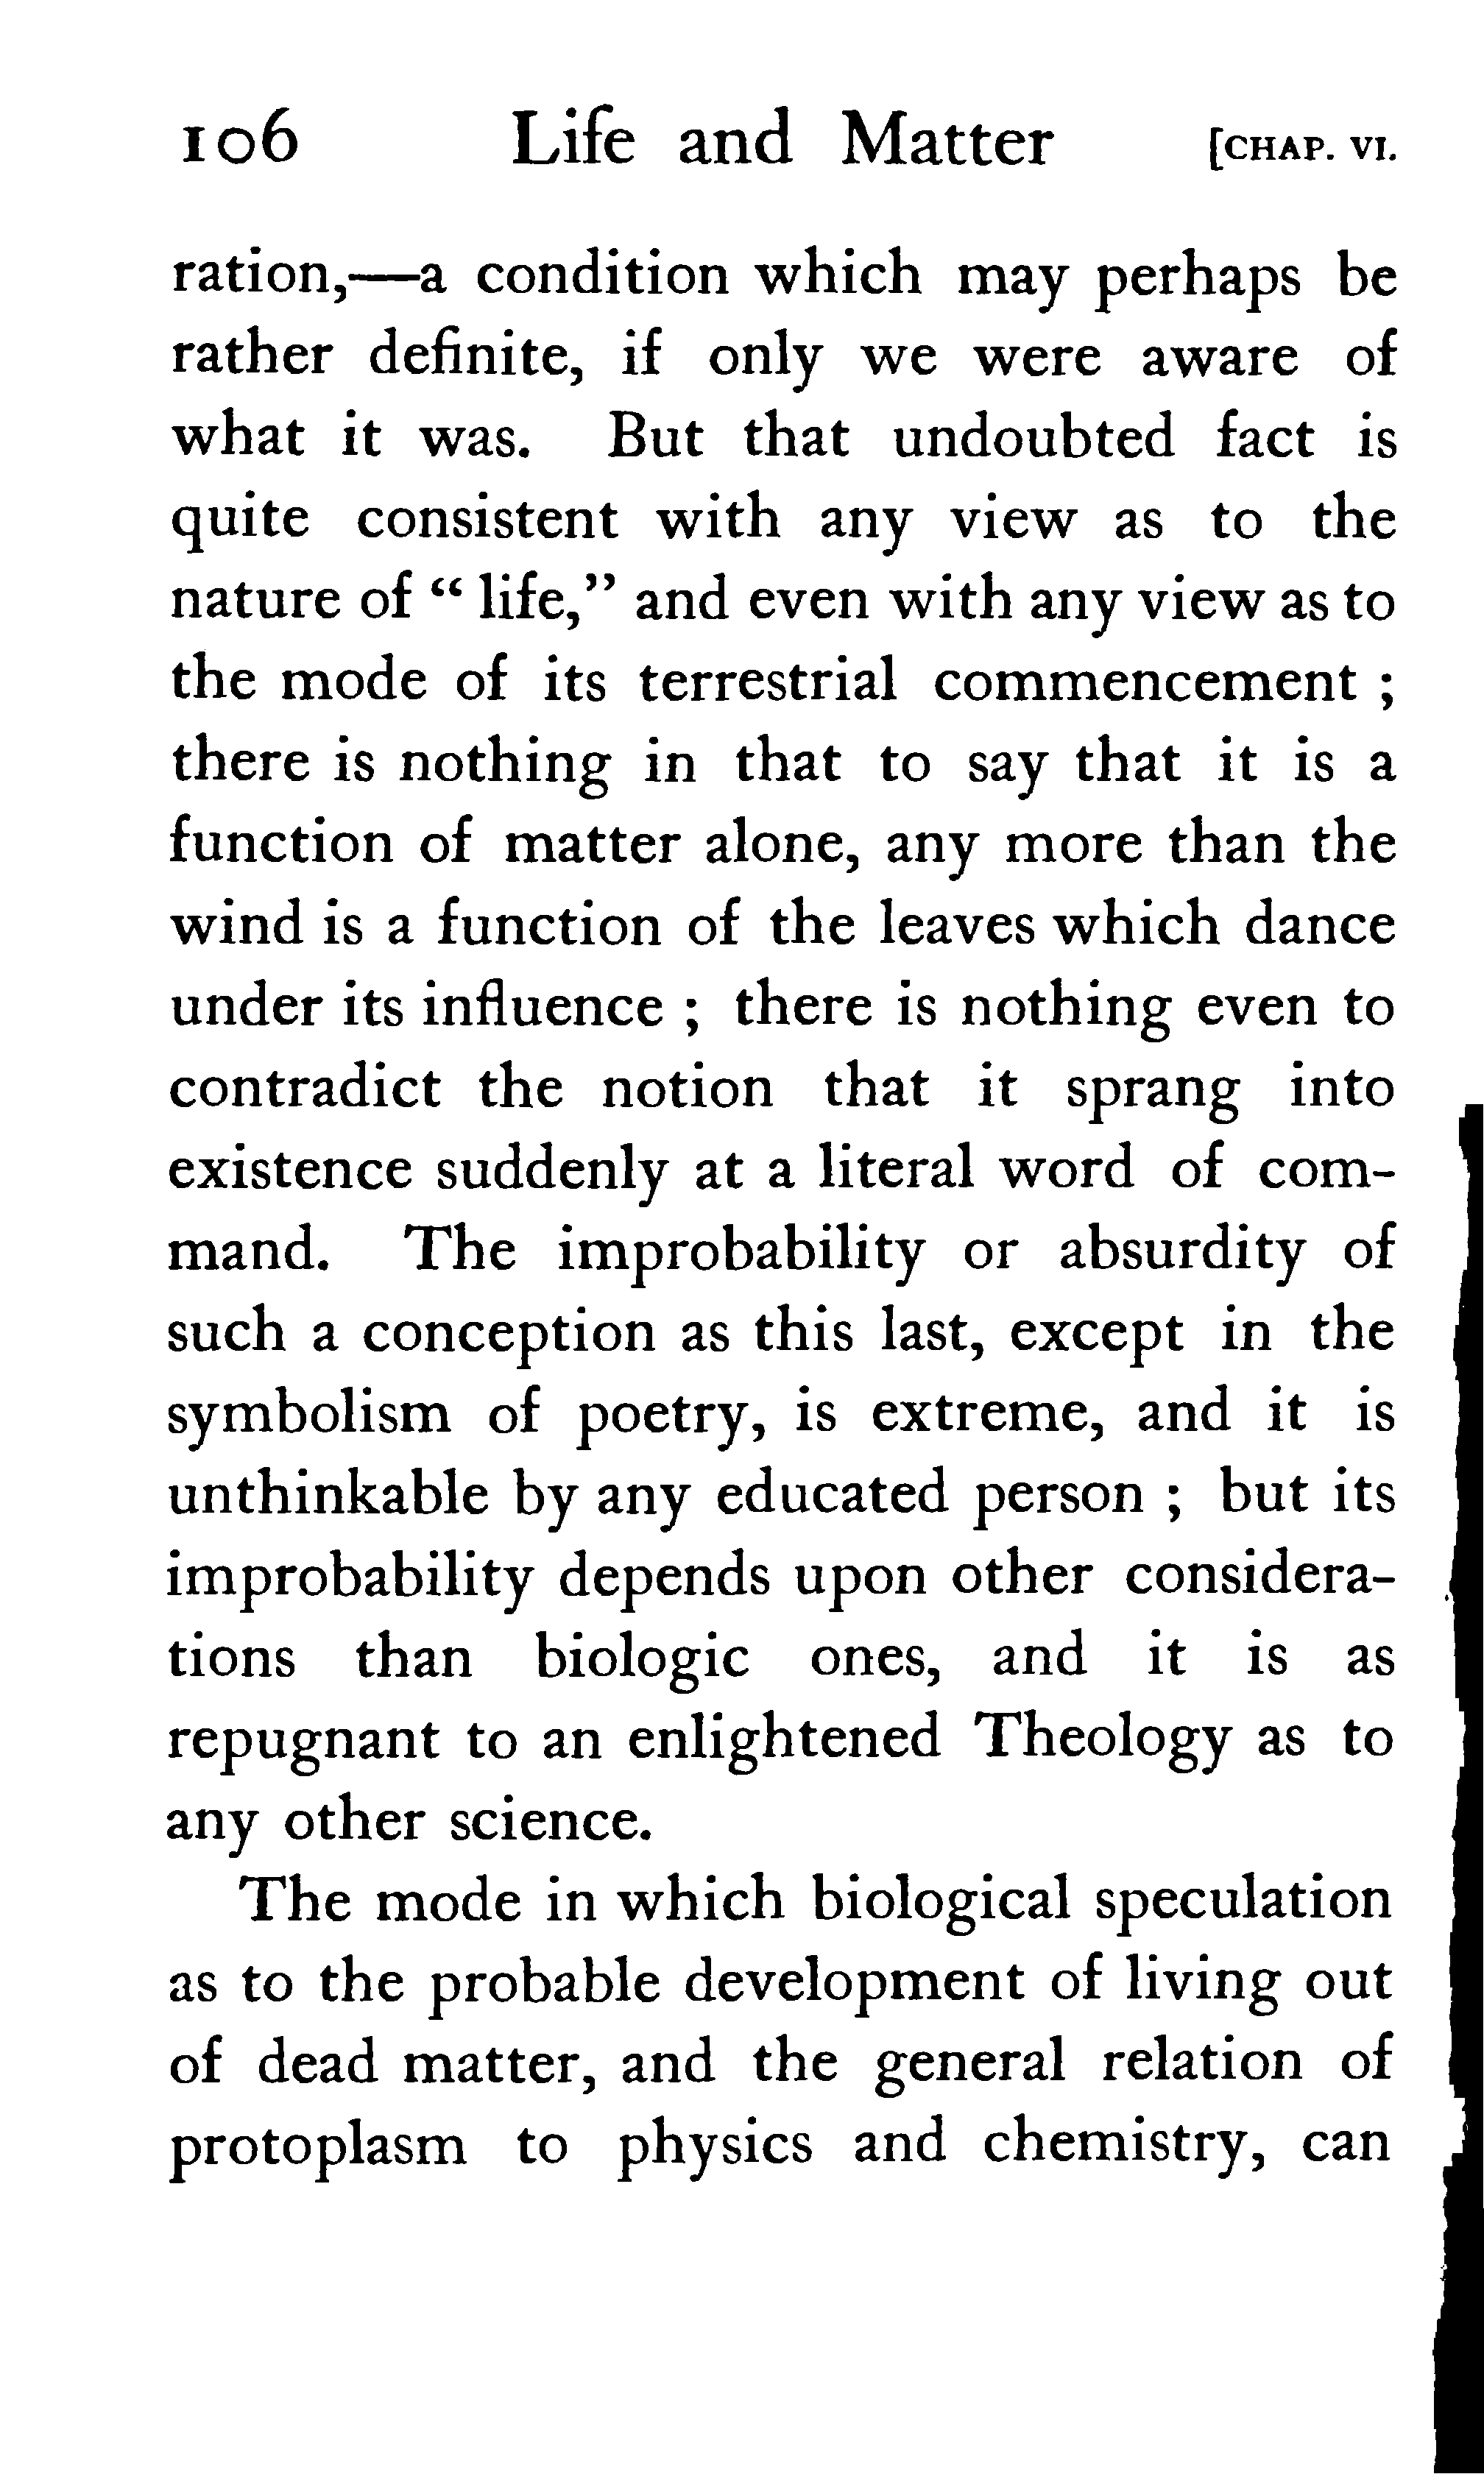 106 Life and Matter [CHAP. VI.
ration,—a condition which may perhaps be
rather definite, if only we were aware of
what it was. But that undoubted fact is
quite consistent with any view as to the
nature of “ life,” and even with any view as to
the mode of its terrestrial commencement ;
there is nothing in that to say that it is a
function of matter alone, any more than the
wind is a function of the leaves which dance
under its influence ; there is nothing even to
contradict the notion that it sprang into
existence suddenly at a literal word of com-
mand. The improbability or absurdity of
such a conception as this last, except in the
symbolism of poetry, is extreme, and it is
unthinkable by any educated person ; but its
improbability depends upon other considera-
tions than biologic ones, and it is as
repugnant to an enlightened Theology as to
any other science.
The mode in which biological speculation
as to the probable development of living out
of dead matter, and the general relation of
protoplasm to physics and chemistry, can